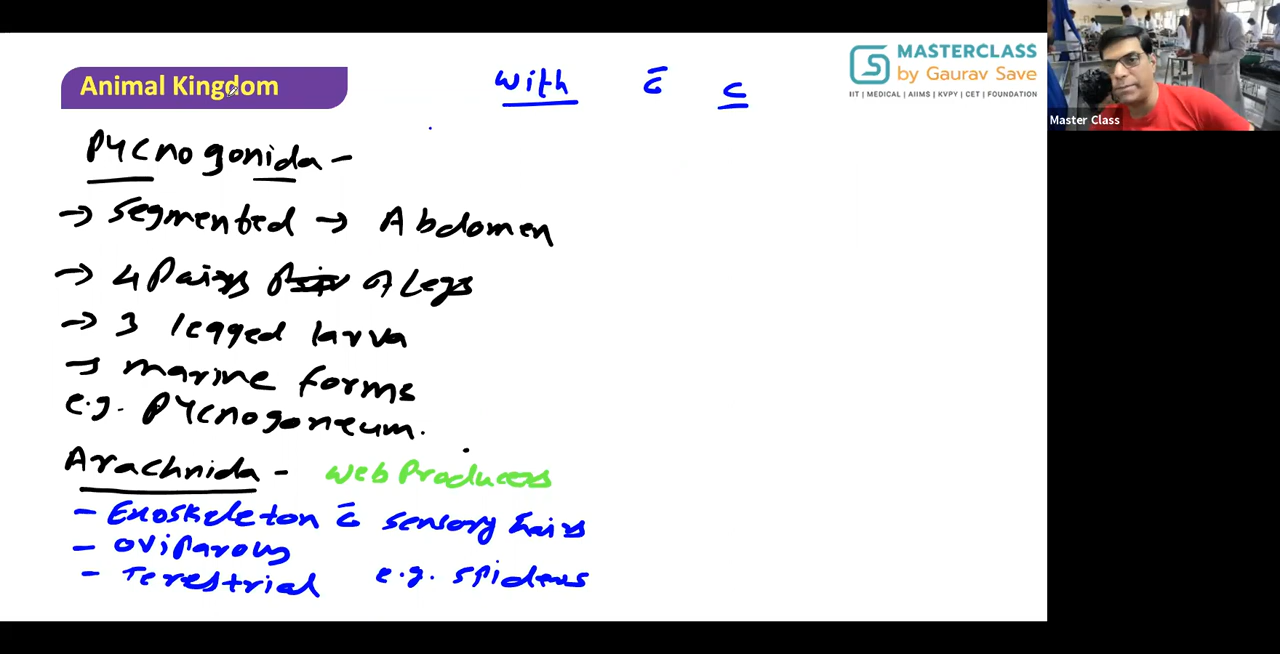 Animal Kingdom
with c̄ c
MASTERCLASS
by Gaurav Save
IIT | MEDICAL | AIIMS | KVPY | CET | FOUNDATION
Master Class
PYCnogonida -
→ Segmented → Abdomen
→ 4 Pairs of Legs
→ 3 legged larva
→ marine forms
e.g. PYcnogoneum.
Arachnida - web Producers
- Exoskeleton c̄ sensory hairs
- oviparous
- Terestrial e.g. spiders